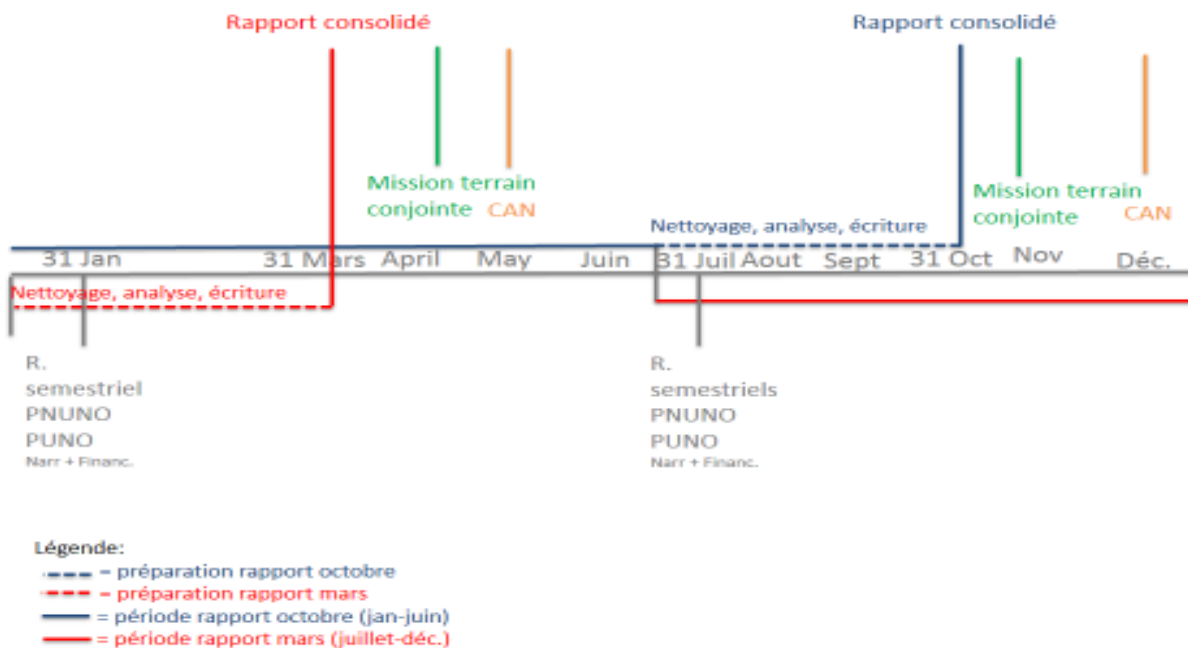 Rapport consolidé
Rapport consolidé
Mission terrain
conjointe
CAN
Mission terrain
conjointe
CAN
Nettoyage, analyse, écriture
31 Jan
31 Mars
April
May
Juin
31 Juil
Aout
Sept
31 Oct
Nov
Déc.
Nettoyage, analyse, écriture
R.
semestriel
PNUNO
PUNO
Narr + Financ.
R.
semestriels
PNUNO
PUNO
Narr + Financ.
Légende:
= préparation rapport octobre
= préparation rapport mars
= période rapport octobre (jan-juin)
= période rapport mars (juillet-déc.)